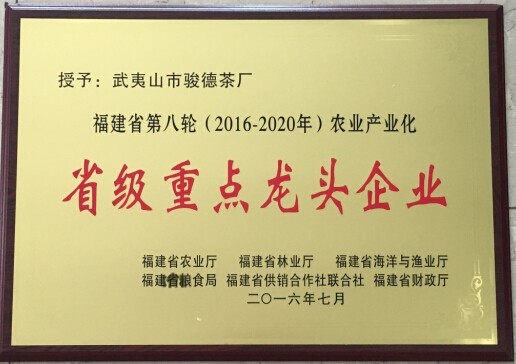 授予：武夷山市骏德茶厂
福建省第八轮（2016-2020年）农业产业化
省级重点龙头企业
福建省农业厅 福建省林业厅 福建省海洋与渔业厅
福建省粮食局 福建省供销合作社联合社 福建省财政厅
二〇一六年七月